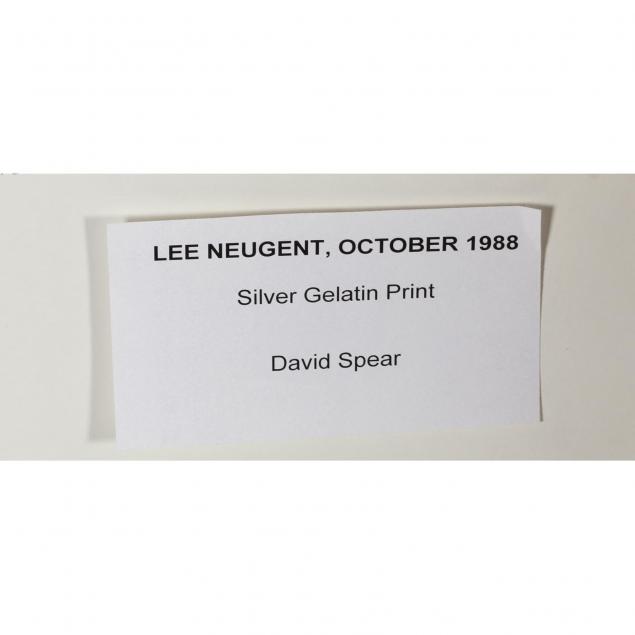 LEE NEUGENT, OCTOBER 1988
Silver Gelatin Print
David Spear